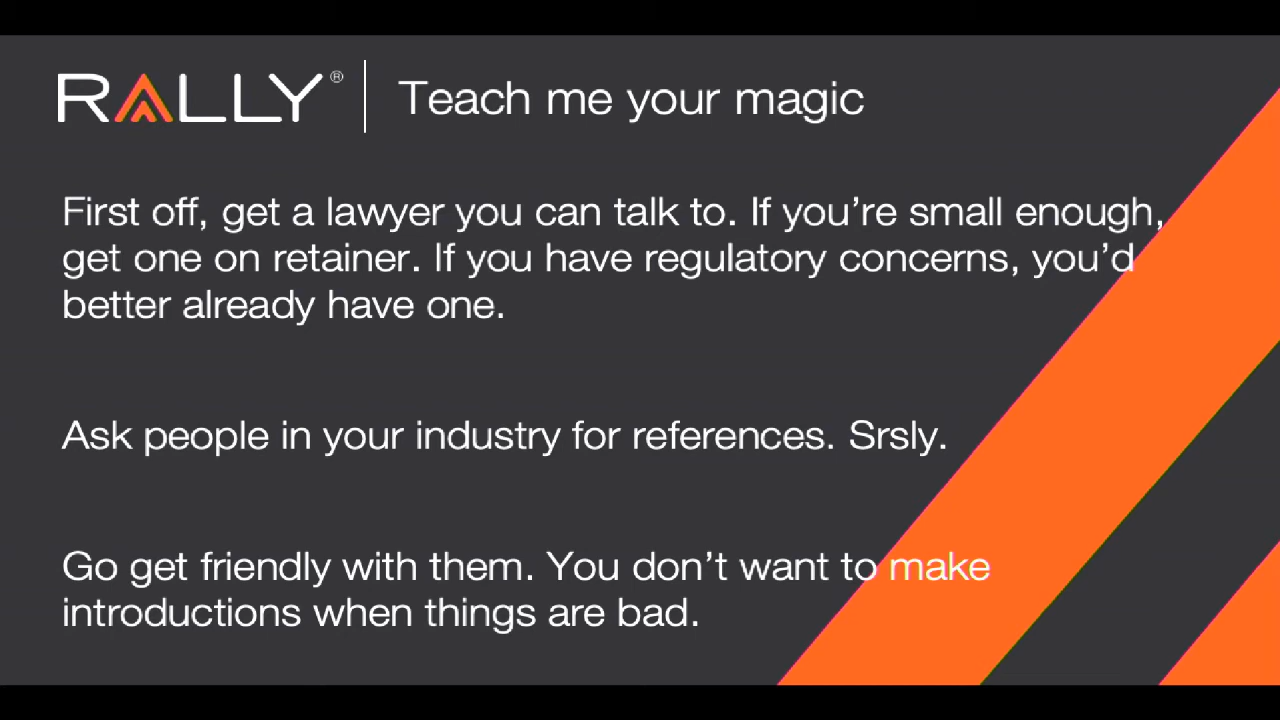 RALLY® | Teach me your magic
First off, get a lawyer you can talk to. If you’re small enough,
get one on retainer. If you have regulatory concerns, you’d
better already have one.
Ask people in your industry for references. Srsly.
Go get friendly with them. You don’t want to make
introductions when things are bad.